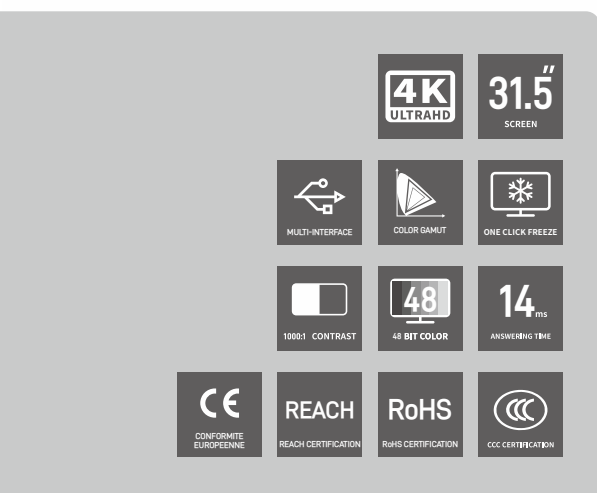 4K
ULTRAHD
31.5"
SCREEN
MULTI-INTERFACE
COLOR GAMUT
ONE CLICK FREEZE
1000:1 CONTRAST
48
48 BIT COLOR
14ms
ANSWERING TIME
CE
CONFORMITE
EUROPEENNE
REACH
REACH CERTIFICATION
RoHS
RoHS CERTIFICATION
CCC
CCC CERTIFICATION